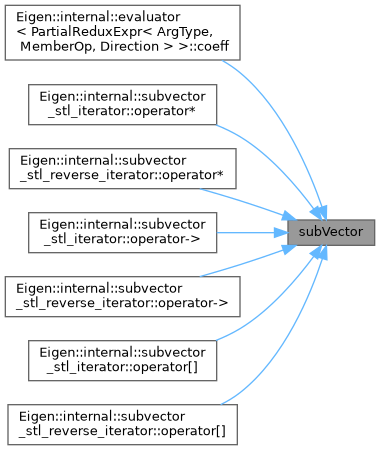 Eigen::internal::evaluator
< PartialReduxExpr< ArgType,
MemberOp, Direction > >::coeff
Eigen::internal::subvector
_stl_iterator::operator*
Eigen::internal::subvector
_stl_reverse_iterator::operator*
Eigen::internal::subvector
_stl_iterator::operator->
Eigen::internal::subvector
_stl_reverse_iterator::operator->
Eigen::internal::subvector
_stl_iterator::operator[]
Eigen::internal::subvector
_stl_reverse_iterator::operator[]
subVector